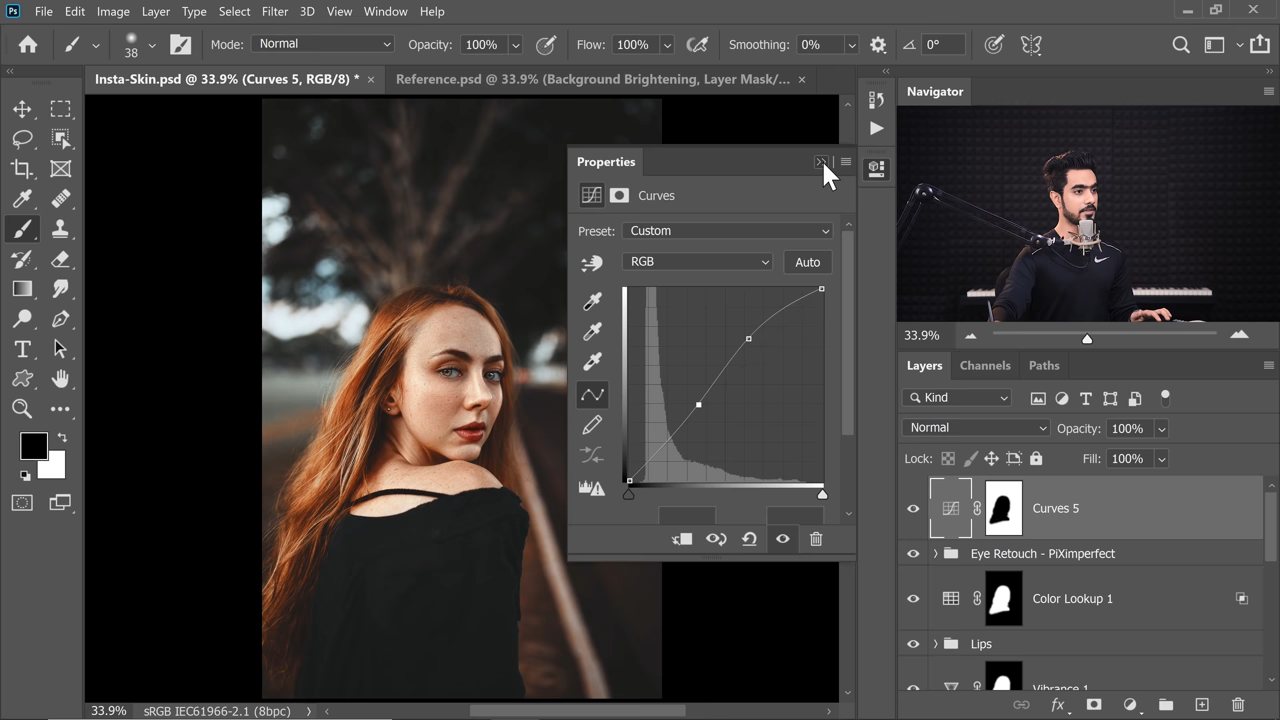 Ps File Edit Image Layer Type Select Filter 3D View Window Help
38 Mode: Normal Opacity: 100% Flow: 100% Smoothing: 0% 0°
Insta-Skin.psd @ 33.9% (Curves 5, RGB/8) * × Reference.psd @ 33.9% (Background Brightening, Layer Mask/... ×
Navigator
Properties
Curves
Preset: Custom
RGB Auto
33.9%
Layers Channels Paths
Kind
Normal Opacity: 100%
Lock: Fill: 100%
Curves 5
Eye Retouch - PiXimperfect
Color Lookup 1
Lips
Vibrance 1
33.9% sRGB IEC61966-2.1 (8bpc)